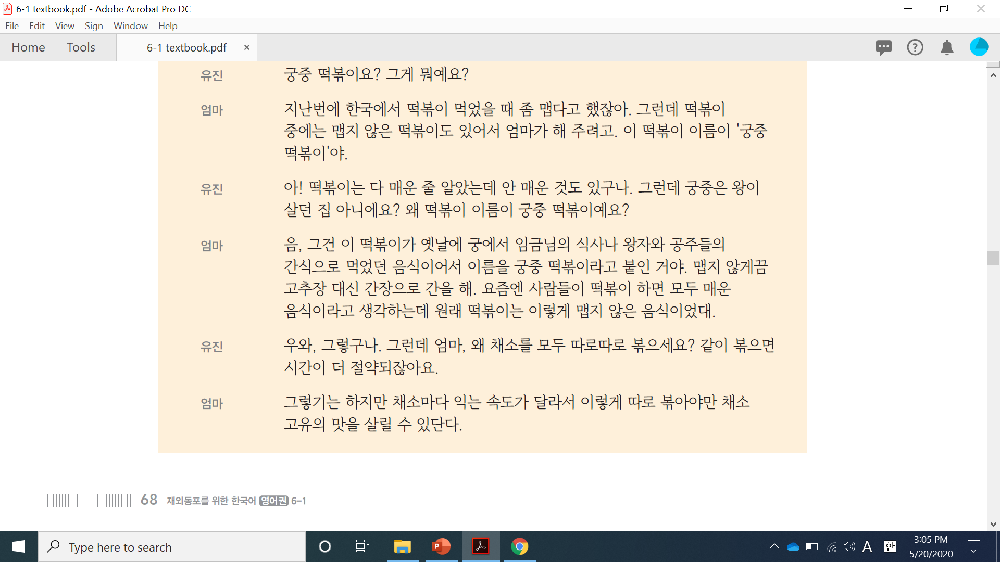 6-1 textbook.pdf - Adobe Acrobat Pro DC
File Edit View Sign Window Help
Home Tools 6-1 textbook.pdf
유진 궁중 떡볶이요? 그게 뭐예요?
엄마 지난번에 한국에서 떡볶이 먹었을 때 좀 맵다고 했잖아. 그런데 떡볶이
중에는 맵지 않은 떡볶이도 있어서 엄마가 해 주려고. 이 떡볶이 이름이 '궁중
떡볶이'야.
유진 아! 떡볶이는 다 매운 줄 알았는데 안 매운 것도 있구나. 그런데 궁중은 왕이
살던 집 아니에요? 왜 떡볶이 이름이 궁중 떡볶이예요?
엄마 음, 그건 이 떡볶이가 옛날에 궁에서 임금님의 식사나 왕자와 공주들의
간식으로 먹었던 음식이어서 이름을 궁중 떡볶이라고 붙인 거야. 맵지 않게끔
고추장 대신 간장으로 간을 해. 요즘엔 사람들이 떡볶이 하면 모두 매운
음식이라고 생각하는데 원래 떡볶이는 이렇게 맵지 않은 음식이었대.
유진 우와, 그렇구나. 그런데 엄마, 왜 채소를 모두 따로따로 볶으세요? 같이 볶으면
시간이 더 절약되잖아요.
엄마 그렇기는 하지만 채소마다 익는 속도가 달라서 이렇게 따로 볶아야만 채소
고유의 맛을 살릴 수 있단다.
68 재외동포를 위한 한국어 영어권 6-1
Type here to search
A 한
3:05 PM
5/20/2020